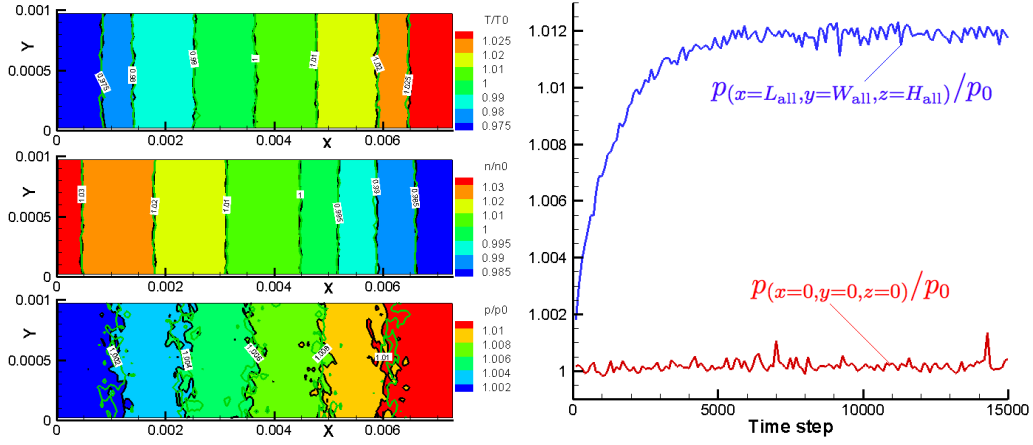 0.001
Y
0.0005
0
0 0.002 0.004 0.006
X
0.975 0.98 0.99 1 1.01 1.02 1.025
T/T0
1.025
1.02
1.01
1
0.99
0.98
0.975
0.001
Y
0.0005
0
0 0.002 0.004 0.006
X
1.03 1.02 1.01 1 0.995 0.99 0.985
n/n0
1.03
1.02
1.01
1
0.995
0.99
0.985
0.001
Y
0.0005
0
0 0.002 0.004 0.006
X
1.002 1.004 1.006 1.008 1.01
p/p0
1.01
1.008
1.006
1.004
1.002
1.012
1.01
1.008
1.006
1.004
1.002
1
p(x=Lall,y=Wall,z=Hall)/p0
p(x=0,y=0,z=0)/p0
0 5000 10000 15000
Time step